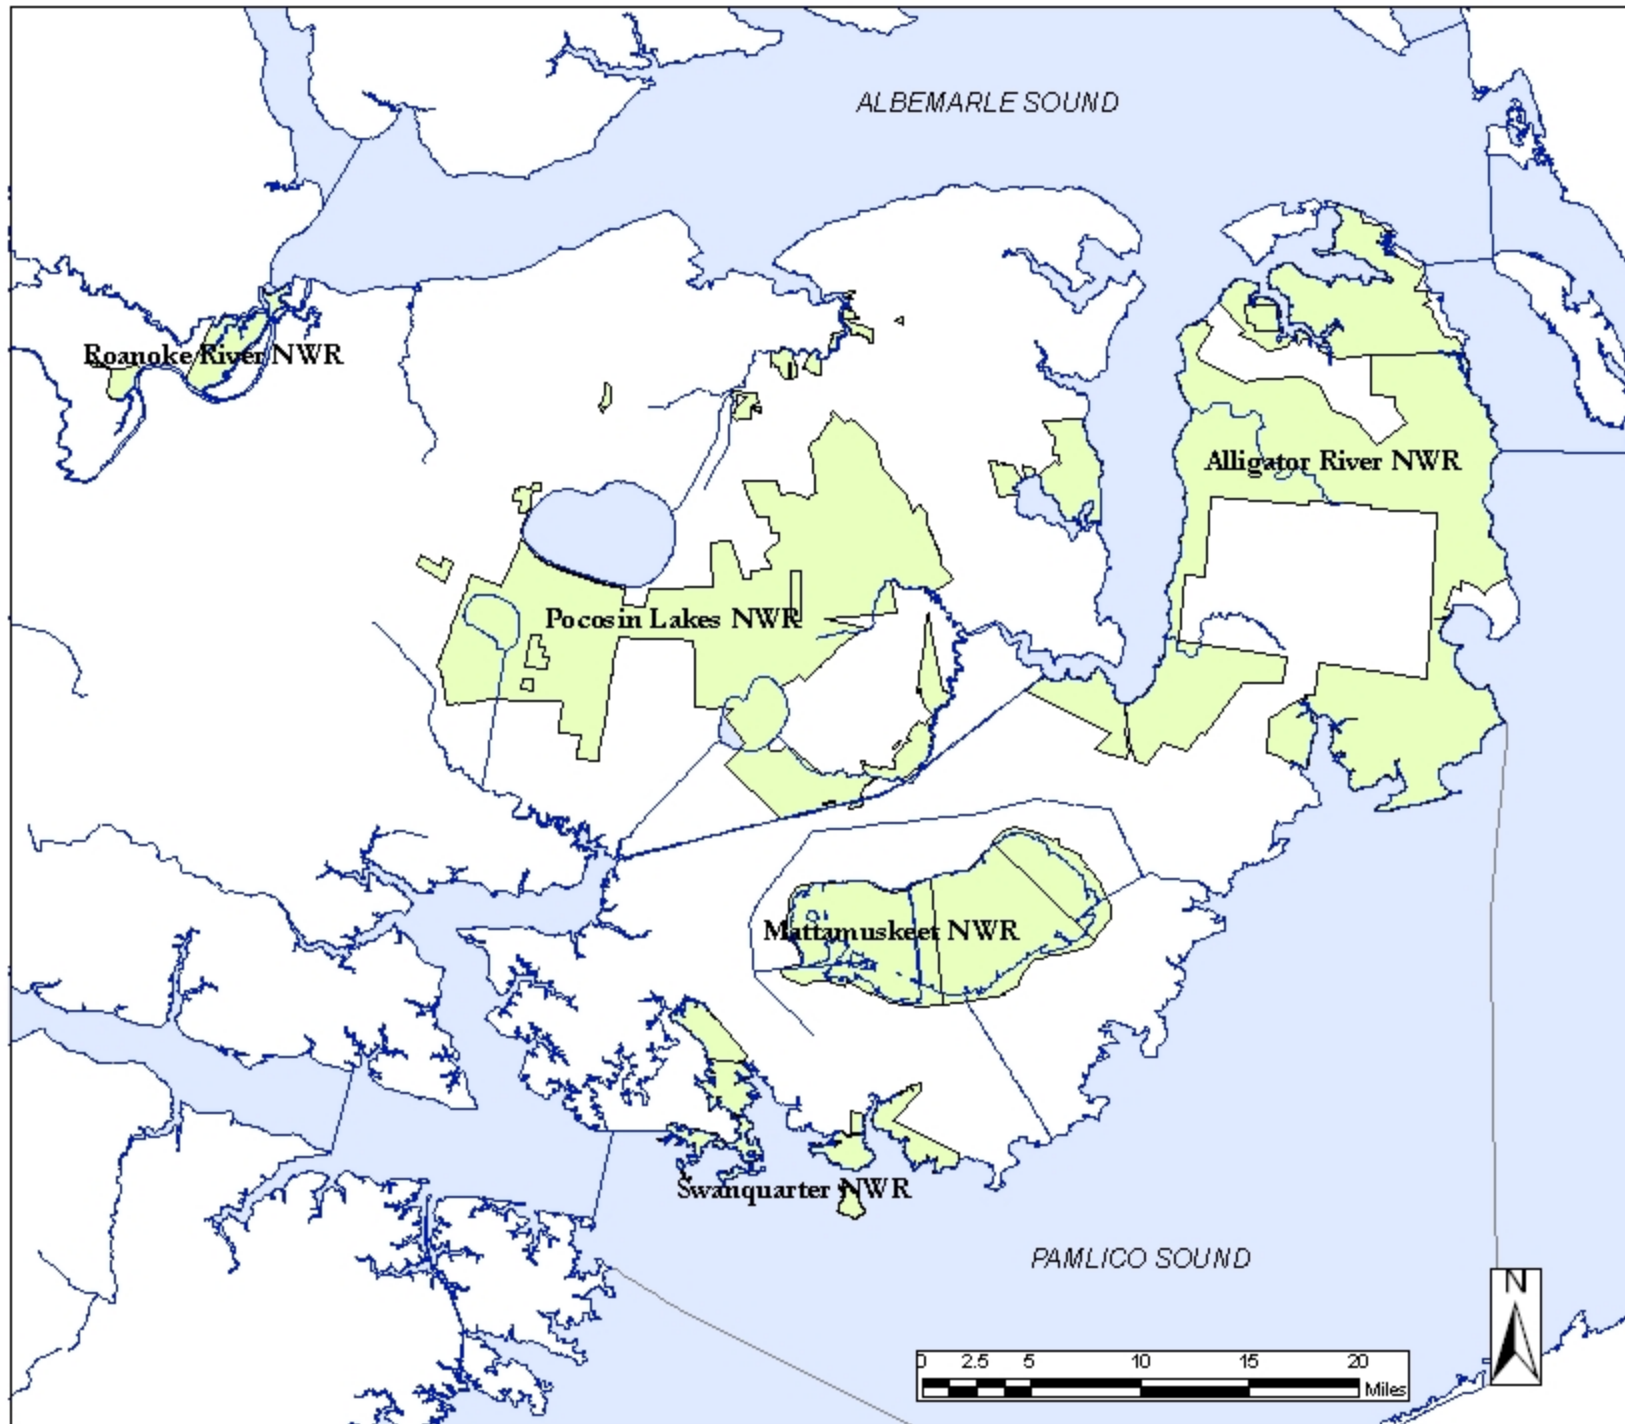 ALBEMARLE SOUND
Roanoke River NWR
Alligator River NWR
Pocosin Lakes NWR
Mattamuskeet NWR
Swanquarter NWR
PAMLICO SOUND
N
0 2.5 5 10 15 20
Miles